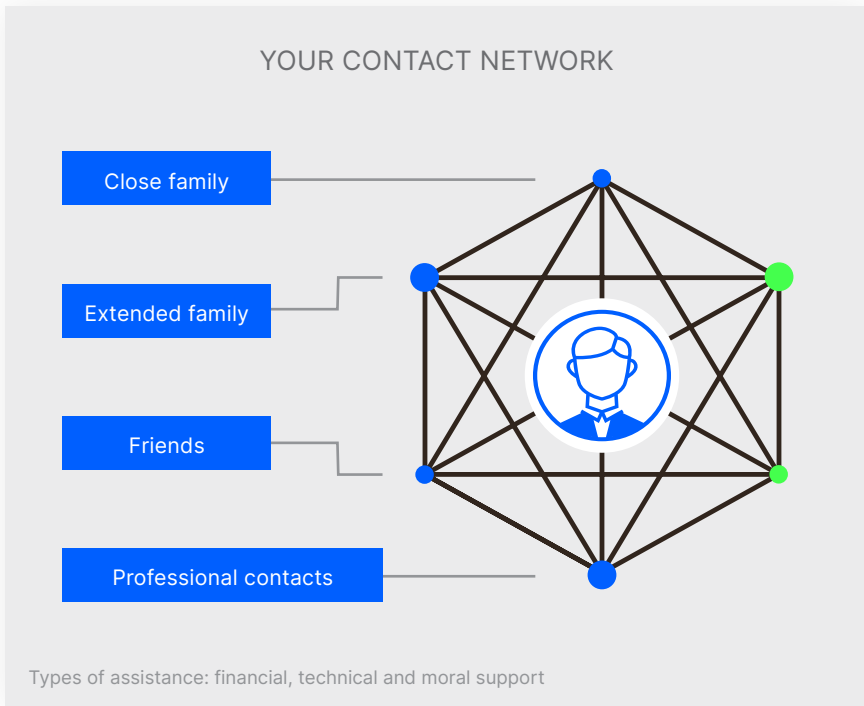 YOUR CONTACT NETWORK
Close family
Extended family
Friends
Professional contacts
Types of assistance: financial, technical and moral support